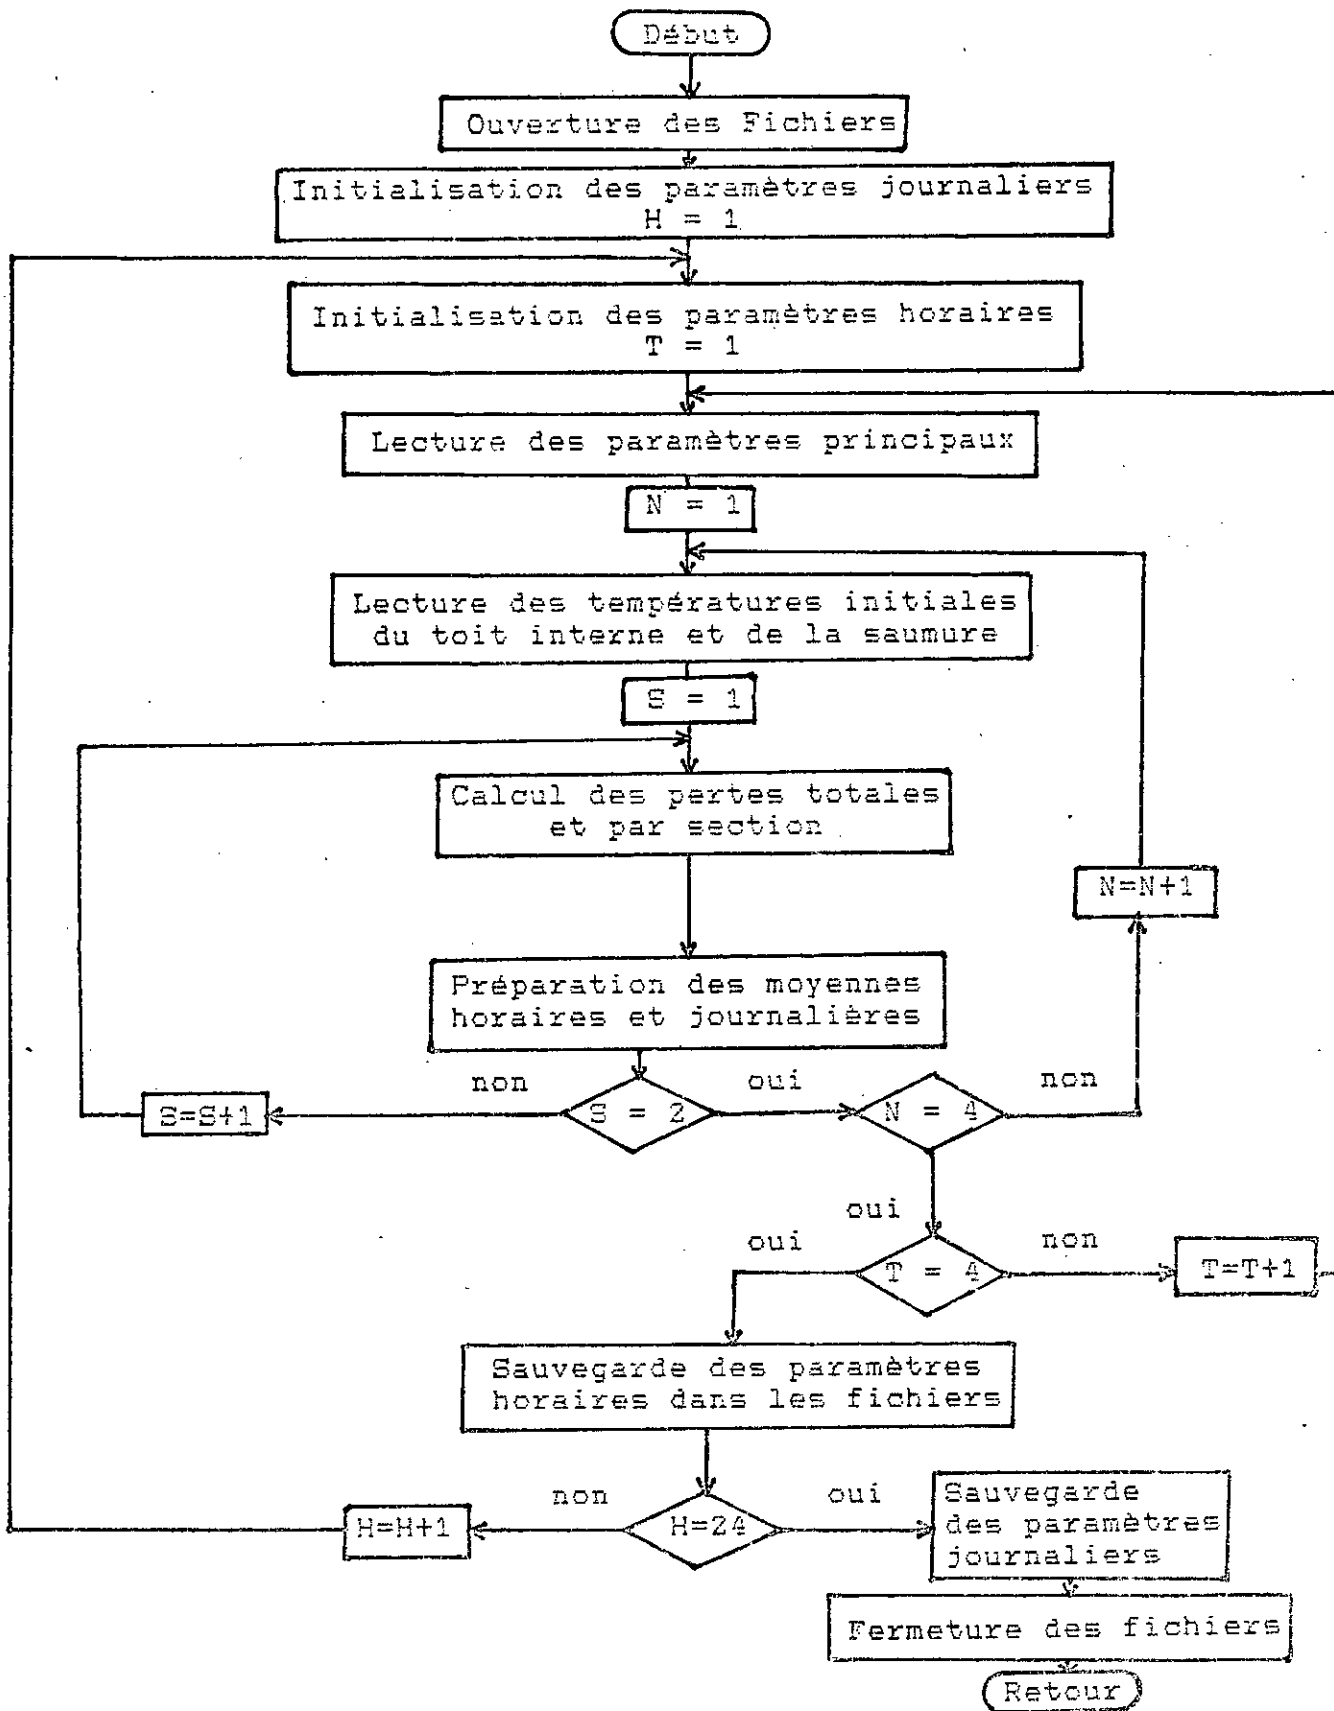 Début
Ouverture des Fichiers
Initialisation des paramètres journaliers
H = 1
Initialisation des paramètres horaires
T = 1
Lecture des paramètres principaux
N = 1
Lecture des températures initiales
du toit interne et de la saumure
S = 1
Calcul des pertes totales
et par section
N=N+1
Préparation des moyennes
horaires et journalières
non
oui
non
S=S+1
S = 2
N = 4
oui
oui
non
T = 4
T=T+1
Sauvegarde des paramètres
horaires dans les fichiers
non
oui
H=H+1
H=24
Sauvegarde
des paramètres
journaliers
Fermeture des fichiers
Retour